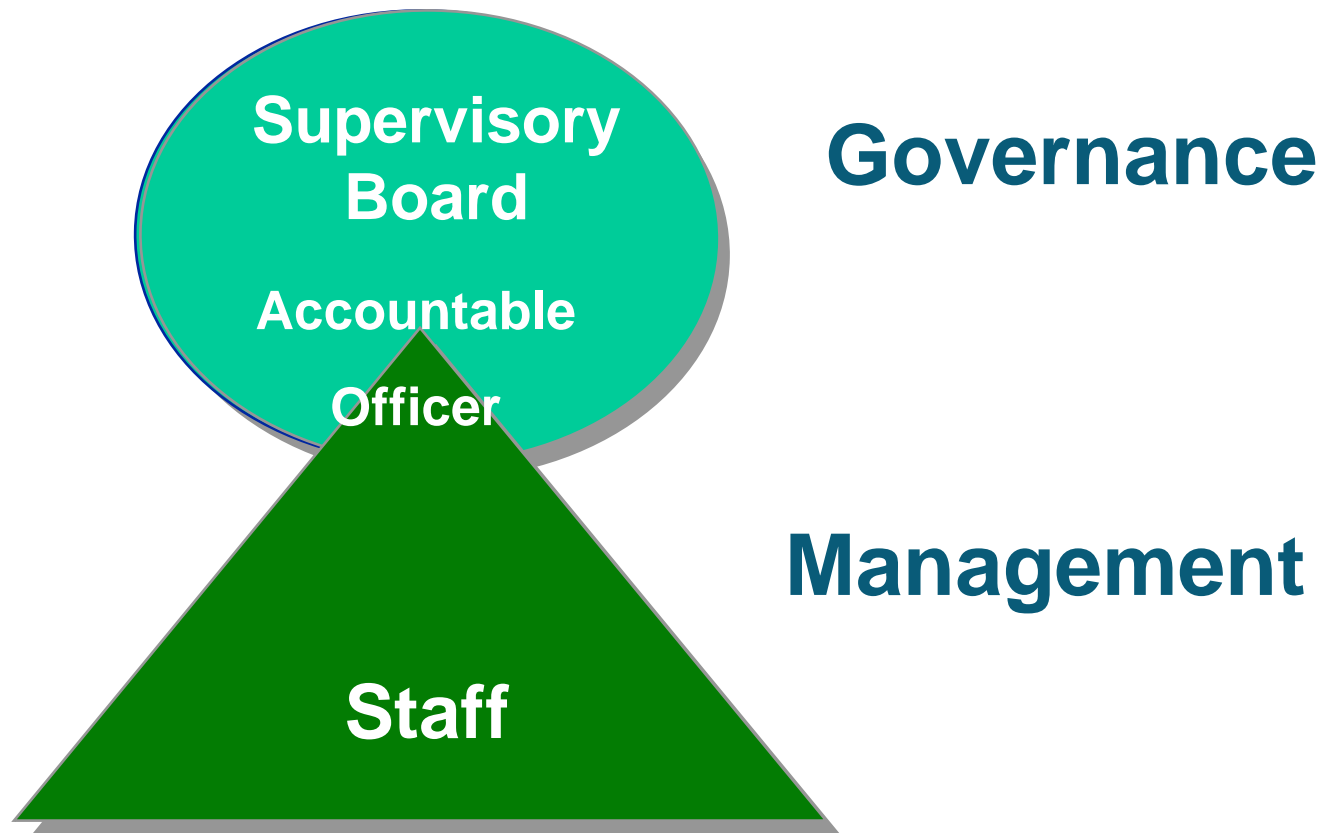 Supervisory
Board
Governance
Accountable
Officer
Management
Staff